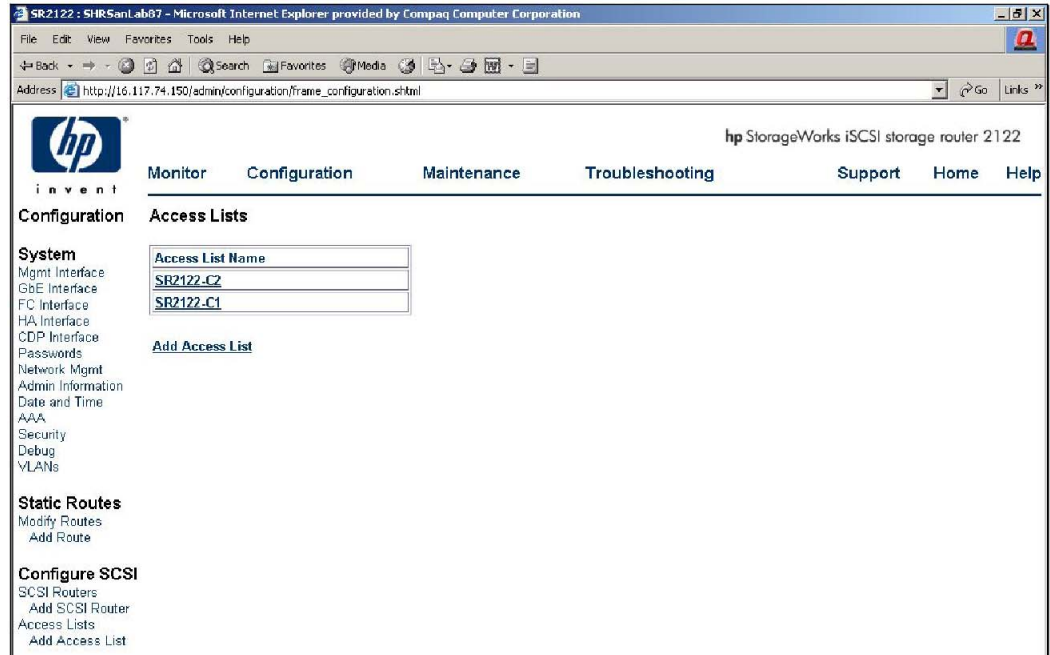 SR2122 : SHRSanLab87 - Microsoft Internet Explorer provided by Compaq Computer Corporation
File Edit View Favorites Tools Help
Back Search Favorites Media
Address http://16.117.74.150/admin/configuration/frame_configuration.shtml Go Links »
hp
invent
hp StorageWorks iSCSI storage router 2122
Monitor Configuration Maintenance Troubleshooting Support Home Help
Configuration
System
Mgmt Interface
GbE Interface
FC Interface
HA Interface
CDP Interface
Passwords
Network Mgmt
Admin Information
Date and Time
AAA
Security
Debug
VLANs
Static Routes
Modify Routes
Add Route
Configure SCSI
SCSI Routers
Add SCSI Router
Access Lists
Add Access List
Access Lists
Access List Name
SR2122-C2
SR2122-C1
Add Access List